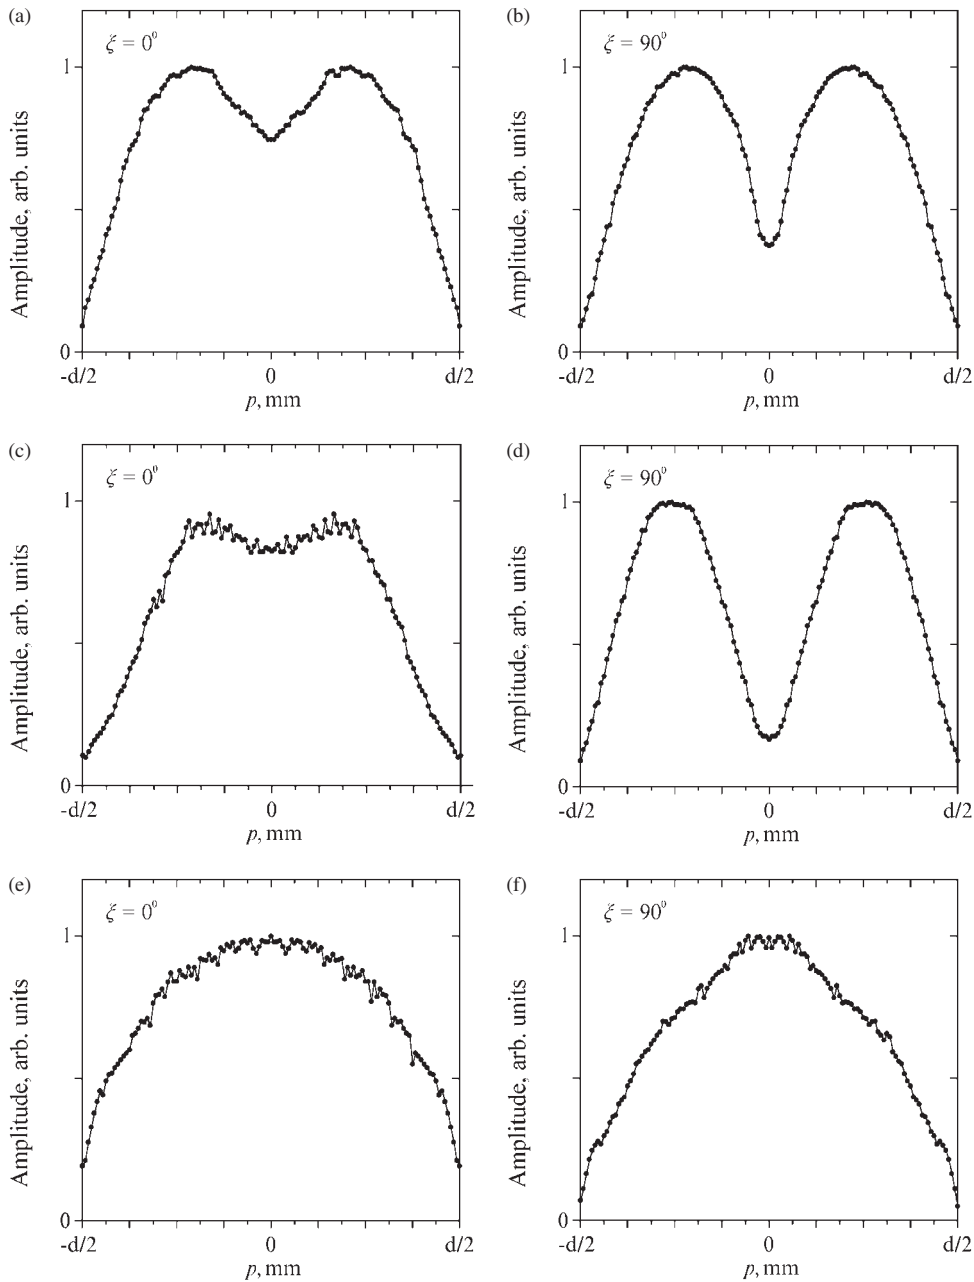 (a)
ξ = 0⁰
1
Amplitude, arb. units
0
-d/2 0 d/2
p, mm
(b)
ξ = 90⁰
1
Amplitude, arb. units
0
-d/2 0 d/2
p, mm
(c)
ξ = 0⁰
1
Amplitude, arb. units
0
-d/2 0 d/2
p, mm
(d)
ξ = 90⁰
1
Amplitude, arb. units
0
-d/2 0 d/2
p, mm
(e)
ξ = 0⁰
1
Amplitude, arb. units
0
-d/2 0 d/2
p, mm
(f)
ξ = 90⁰
1
Amplitude, arb. units
0
-d/2 0 d/2
p, mm